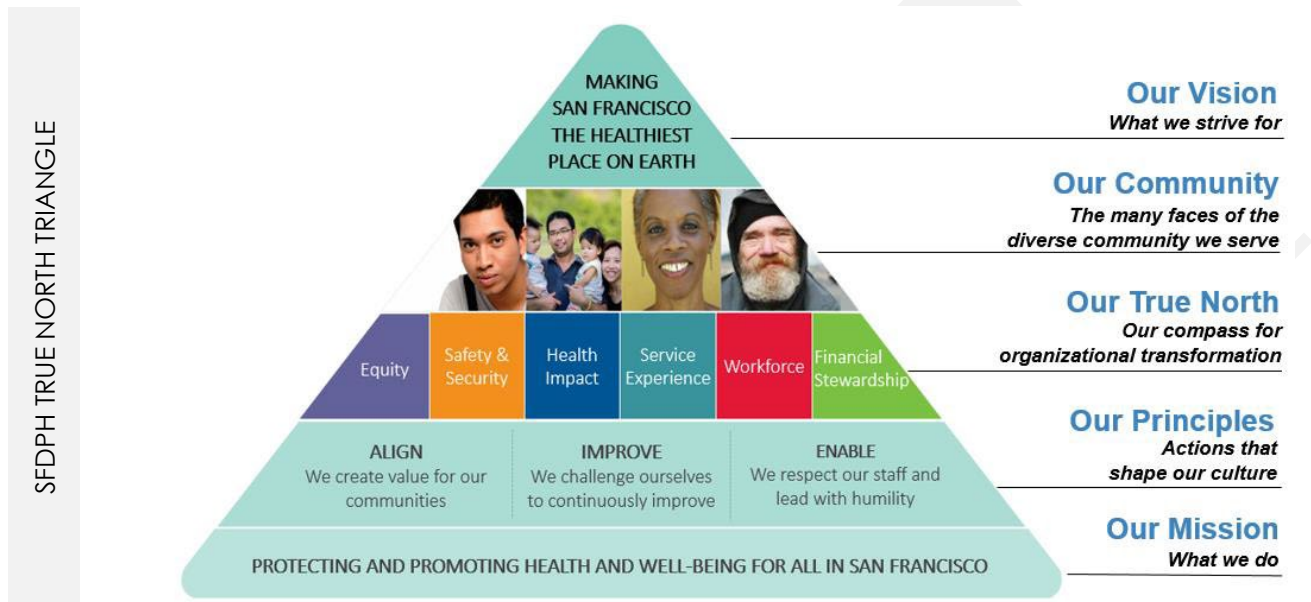 SFDPH TRUE NORTH TRIANGLE
MAKING
SAN FRANCISCO
THE HEALTHIEST
PLACE ON EARTH
Our Vision
What we strive for
Our Community
The many faces of the
diverse community we serve
Equity
Safety &
Security
Health
Impact
Service
Experience
Workforce
Financial
Stewardship
Our True North
Our compass for
organizational transformation
ALIGN
We create value for our
communities
IMPROVE
We challenge ourselves
to continuously improve
ENABLE
We respect our staff and
lead with humility
Our Principles
Actions that
shape our culture
PROTECTING AND PROMOTING HEALTH AND WELL-BEING FOR ALL IN SAN FRANCISCO
Our Mission
What we do